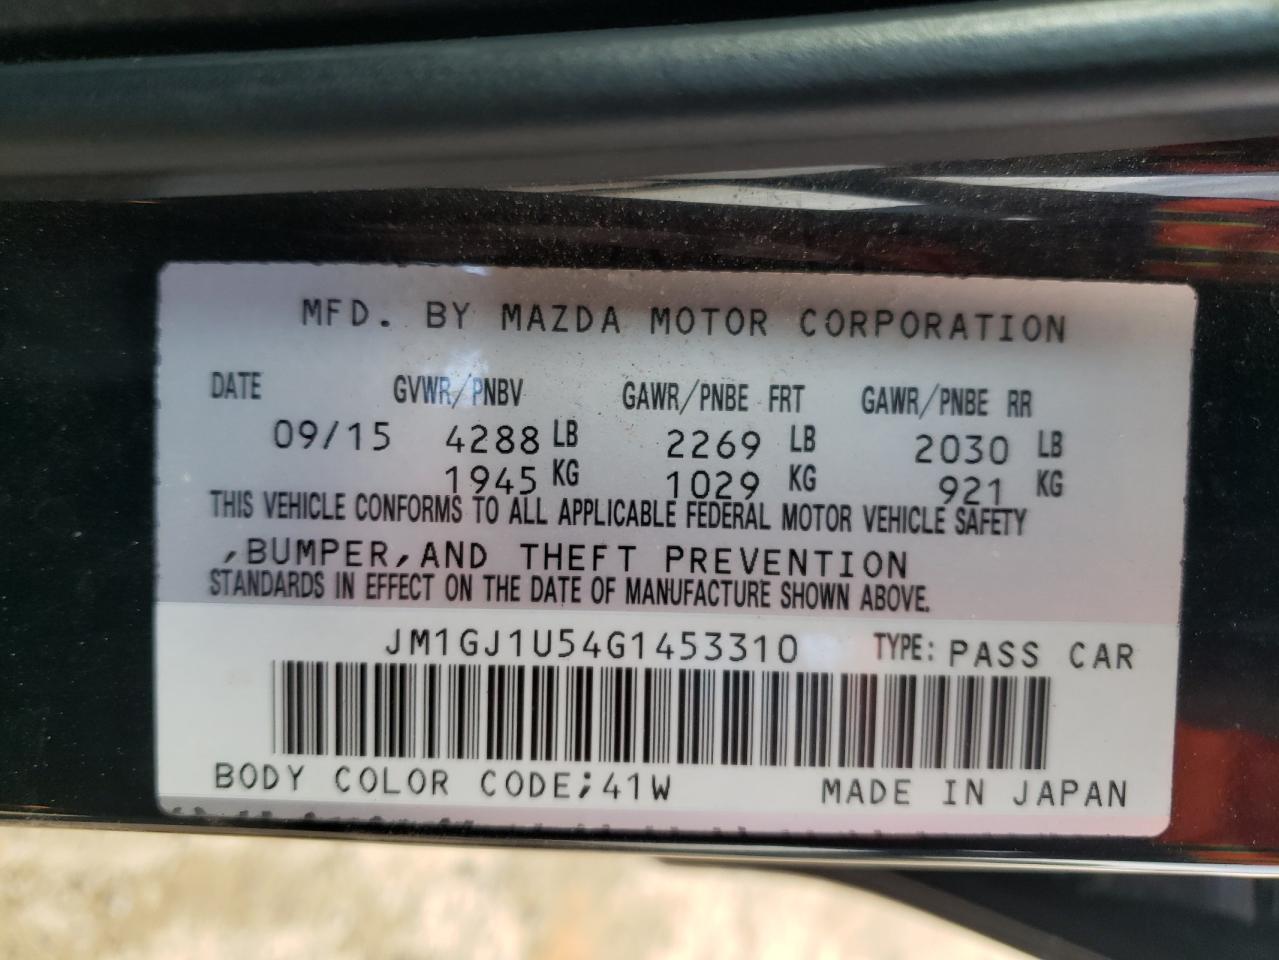 MFD. BY MAZDA MOTOR CORPORATION
DATE GVWR/PNBV GAWR/PNBE FRT GAWR/PNBE RR
09/15 4288 LB 2269 LB 2030 LB
1945 KG 1029 KG 921 KG
THIS VEHICLE CONFORMS TO ALL APPLICABLE FEDERAL MOTOR VEHICLE SAFETY
,BUMPER,AND THEFT PREVENTION
STANDARDS IN EFFECT ON THE DATE OF MANUFACTURE SHOWN ABOVE.
JM1GJ1U54G1453310 TYPE: PASS CAR
BODY COLOR CODE;41W MADE IN JAPAN